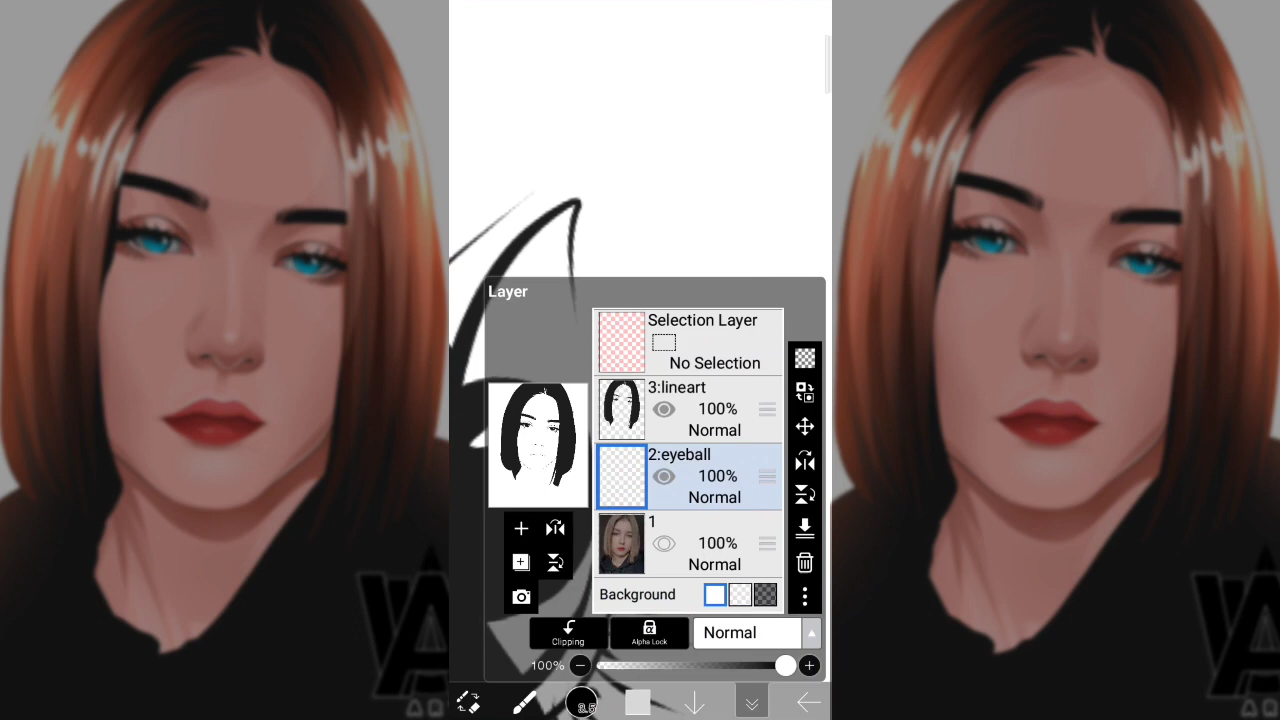 Layer
Selection Layer
No Selection
3:lineart
100%
Normal
2:eyeball
100%
Normal
1
100%
Normal
Background
Clipping
Alpha Lock
Normal
100%